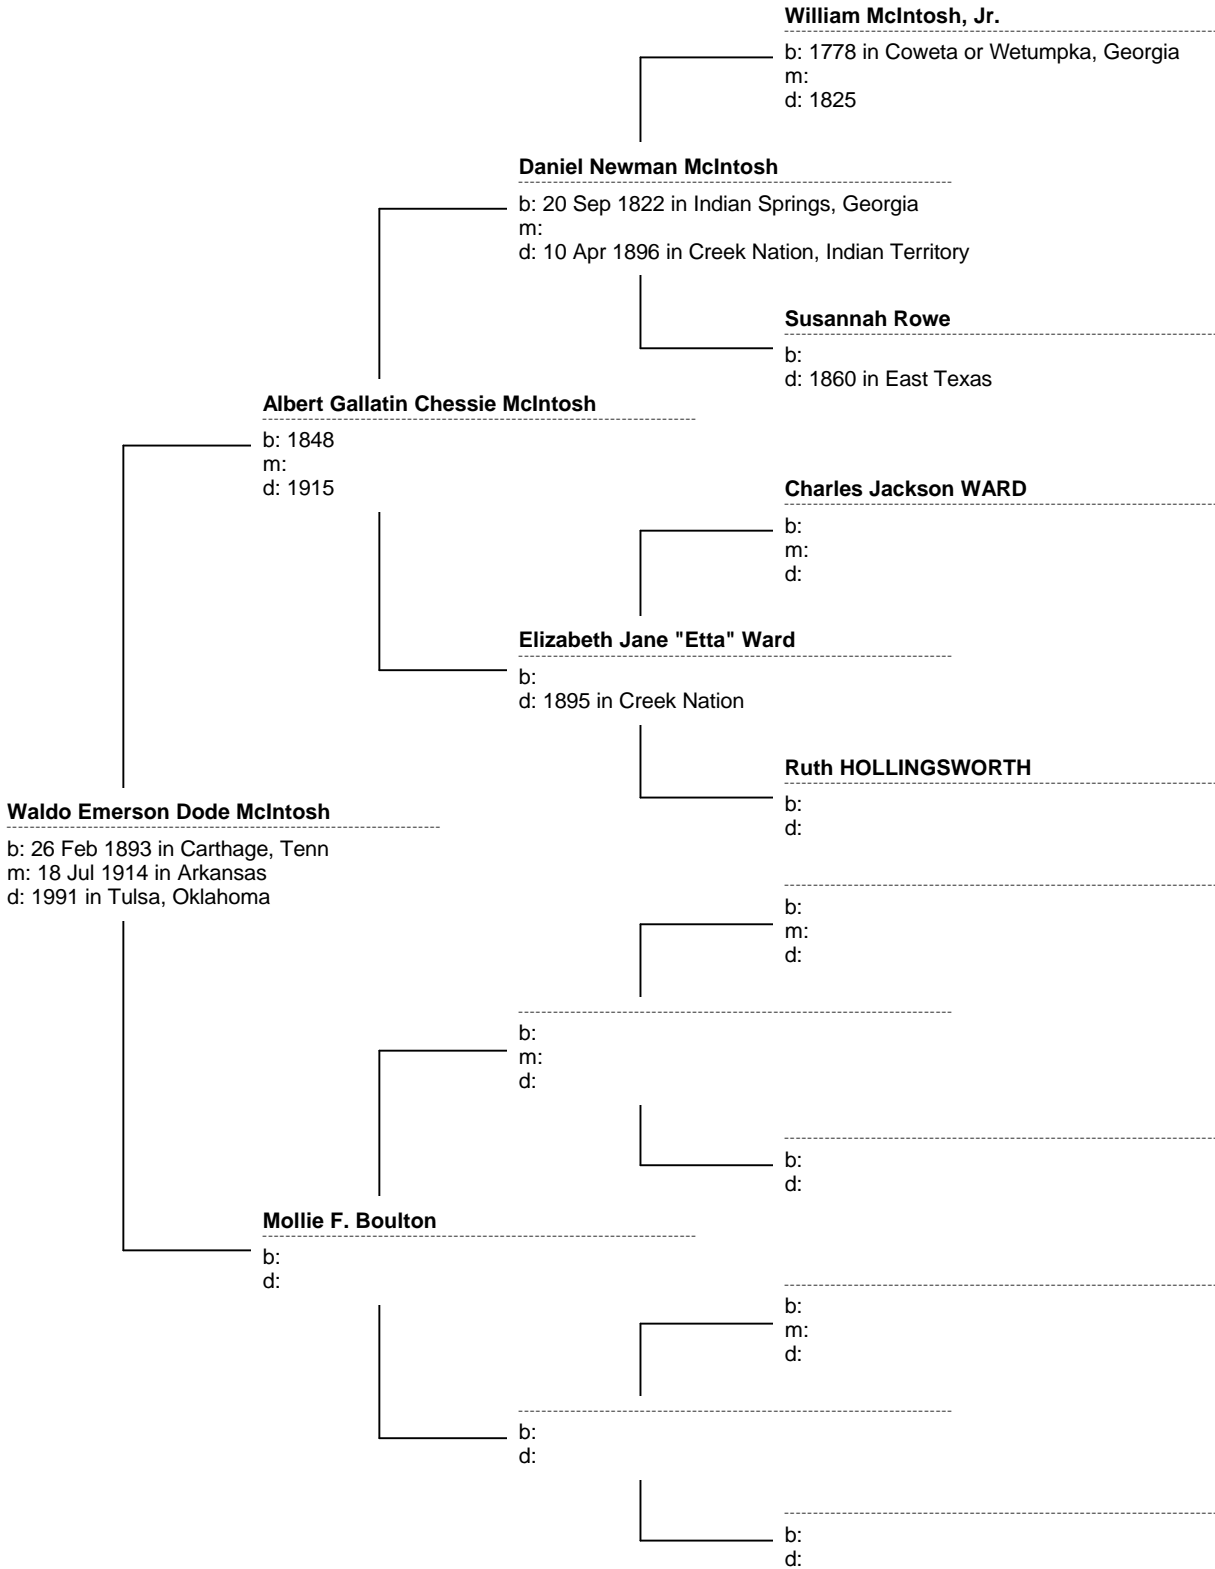 William McIntosh, Jr.
b: 1778 in Coweta or Wetumpka, Georgia
m:
d: 1825
Daniel Newman McIntosh
b: 20 Sep 1822 in Indian Springs, Georgia
m:
d: 10 Apr 1896 in Creek Nation, Indian Territory
Susannah Rowe
b:
d: 1860 in East Texas
Albert Gallatin Chessie McIntosh
b: 1848
m:
d: 1915
Charles Jackson WARD
b:
m:
d:
Elizabeth Jane "Etta" Ward
b:
d: 1895 in Creek Nation
Ruth HOLLINGSWORTH
b:
d:
Waldo Emerson Dode McIntosh
b: 26 Feb 1893 in Carthage, Tenn
m: 18 Jul 1914 in Arkansas
d: 1991 in Tulsa, Oklahoma
b:
m:
d:
b:
m:
d:
b:
d:
Mollie F. Boulton
b:
d:
b:
m:
d:
b:
d:
b:
d: